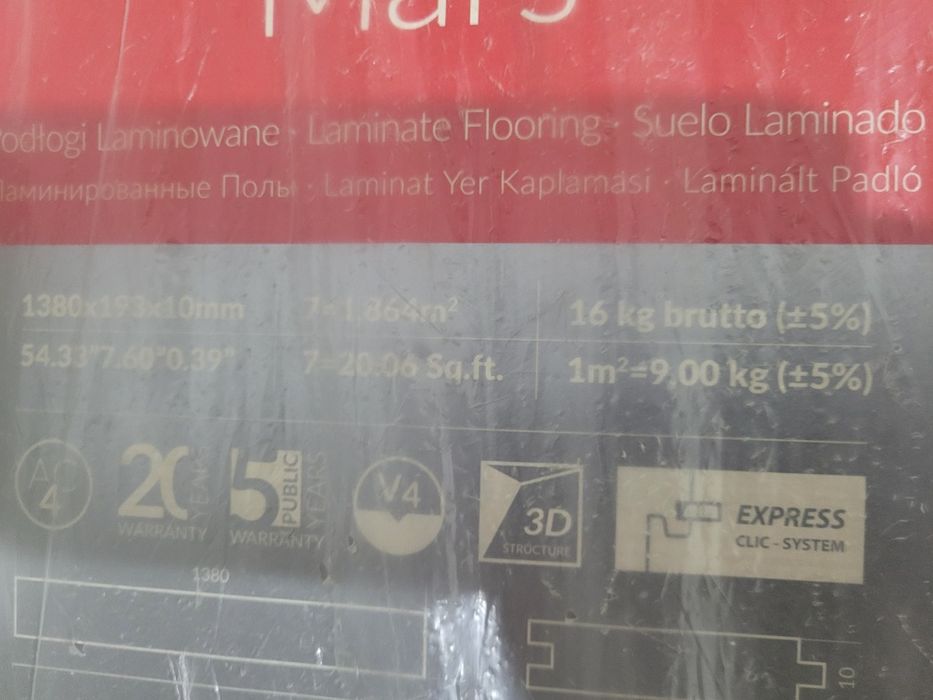 Mars
Podłogi Laminowane · Laminate Flooring · Suelo Laminado
Ламинированные Полы · Laminat Yer Kaplaması · Laminált Padló
1380x193x10mm 7=1.864m² 16 kg brutto (±5%)
54.33"7.60"0.39" 7=20.06 Sq.ft. 1m²=9,00 kg (±5%)
AC 4
20 YEARS WARRANTY
5 PUBLIC YEARS WARRANTY
V4
3D STRUCTURE
EXPRESS
CLIC - SYSTEM
1380
10